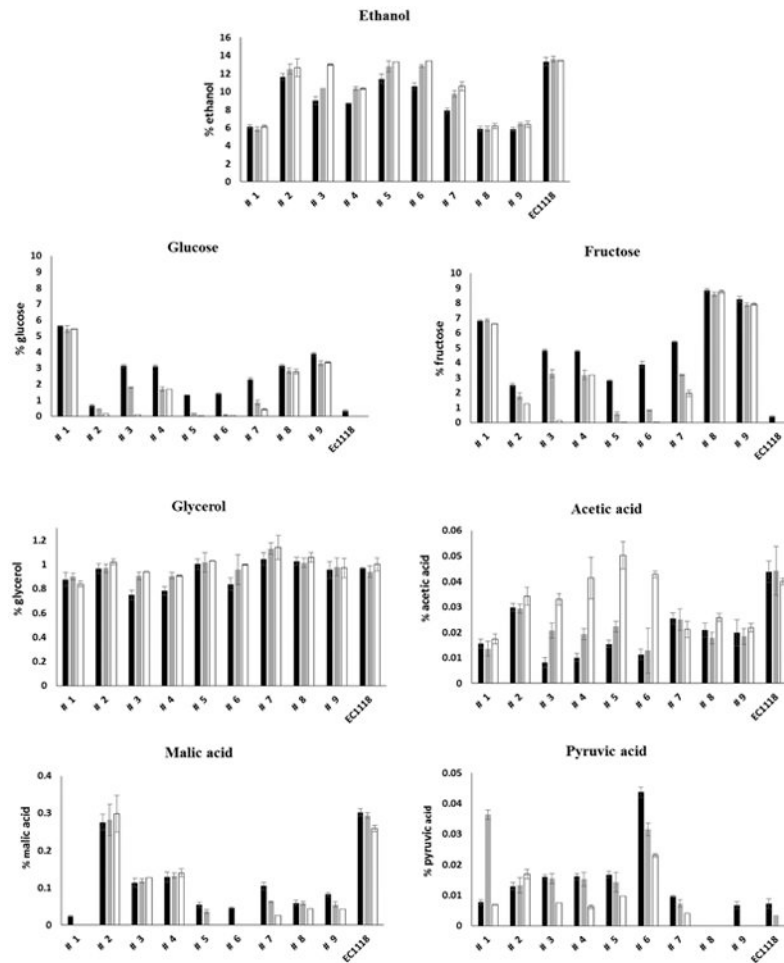 Ethanol
% ethanol
16
14
12
10
8
6
4
2
0
# 1 # 2 # 3 # 4 # 5 # 6 # 7 # 8 # 9 EC1118
Glucose
% glucose
10
9
8
7
6
5
4
3
2
1
0
# 1 # 2 # 3 # 4 # 5 # 6 # 7 # 8 # 9 Ec1118
Fructose
% fructose
10
9
8
7
6
5
4
3
2
1
0
# 1 # 2 # 3 # 4 # 5 # 6 # 7 # 8 # 9 EC1118
Glycerol
% glycerol
1.2
1
0.8
0.6
0.4
0.2
0
# 1 # 2 # 3 # 4 # 5 # 6 # 7 # 8 # 9 EC1118
Acetic acid
% acetic acid
0.06
0.05
0.04
0.03
0.02
0.01
0
# 1 # 2 # 3 # 4 # 5 # 6 # 7 # 8 # 9 EC1118
Malic acid
% malic acid
0.4
0.3
0.2
0.1
0
# 1 # 2 # 3 # 4 # 5 # 6 # 7 # 8 # 9 EC1118
Pyruvic acid
% pyruvic acid
0.05
0.04
0.03
0.02
0.01
0
# 1 # 2 # 3 # 4 # 5 # 6 # 7 # 8 # 9 EC1118